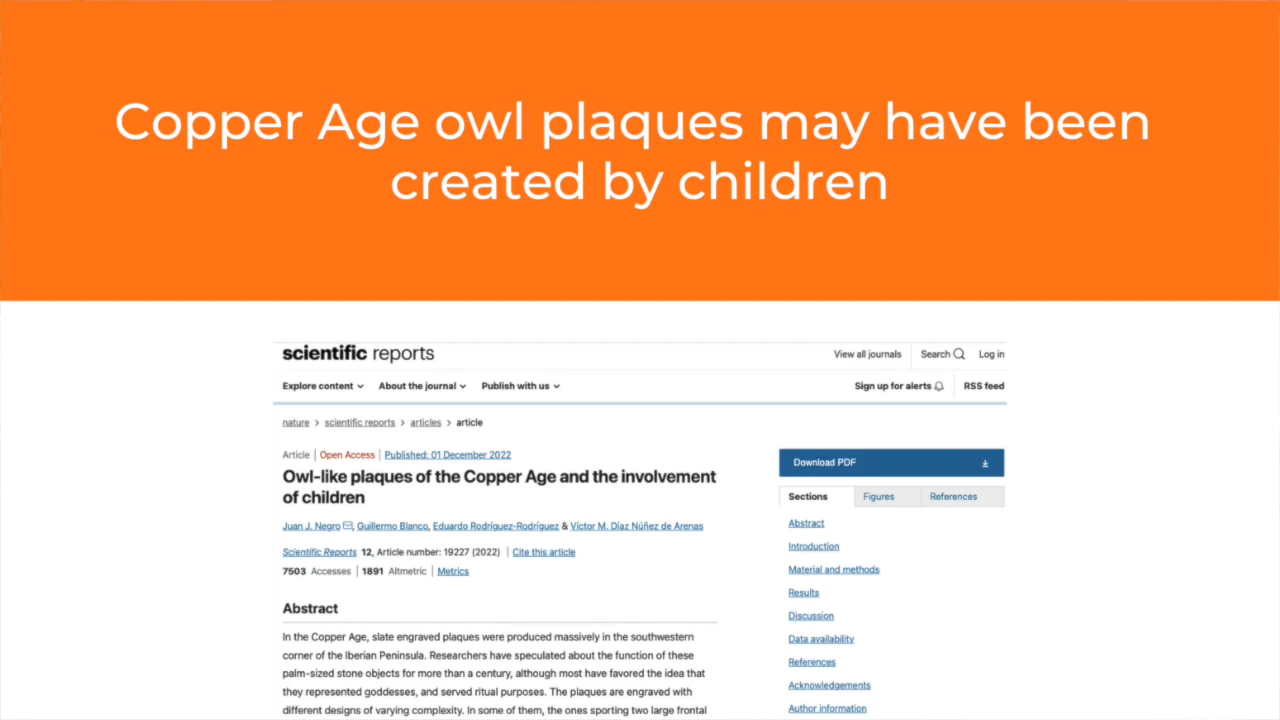 Copper Age owl plaques may have been
created by children
scientific reports
View all journals Search Log in
Explore content About the journal Publish with us
Sign up for alerts RSS feed
nature > scientific reports > articles > article
Article | Open Access | Published: 01 December 2022
Owl-like plaques of the Copper Age and the involvement
of children
Juan J. Negro, Guillermo Blanco, Eduardo Rodríguez-Rodríguez & Víctor M. Díaz Núñez de Arenas
Scientific Reports 12, Article number: 19227 (2022) | Cite this article
7503 Accesses | 1891 Altmetric | Metrics
Abstract
In the Copper Age, slate engraved plaques were produced massively in the southwestern
corner of the Iberian Peninsula. Researchers have speculated about the function of these
palm-sized stone objects for more than a century, although most have favored the idea that
they represented goddesses, and served ritual purposes. The plaques are engraved with
different designs of varying complexity. In some of them, the ones sporting two large frontal
Download PDF
Sections Figures References
Abstract
Introduction
Material and methods
Results
Discussion
Data availability
References
Acknowledgements
Author information